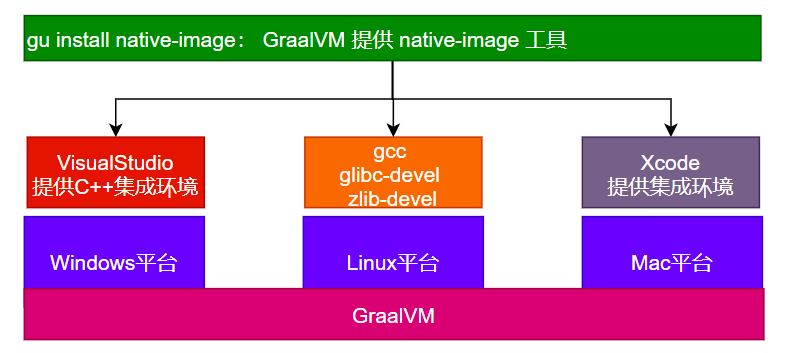 gu install native-image： GraalVM 提供 native-image 工具
VisualStudio
提供C++集成环境
gcc
glibc-devel
zlib-devel
Xcode
提供集成环境
Windows平台
Linux平台
Mac平台
GraalVM